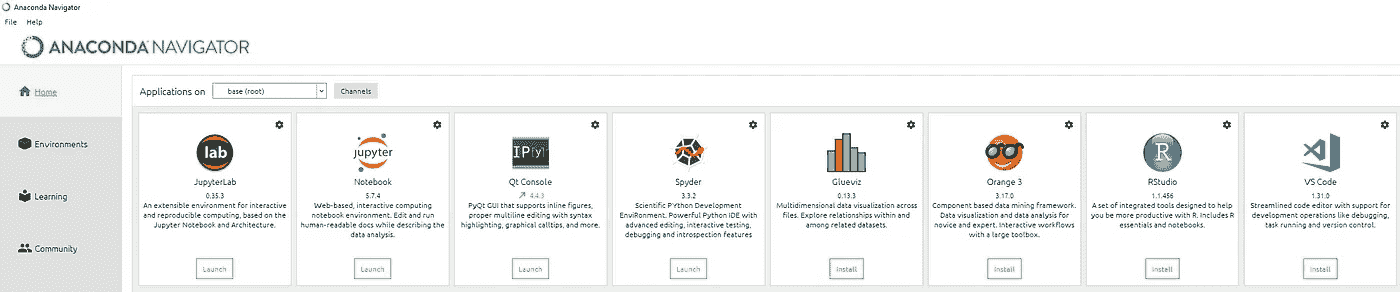 Anaconda Navigator
File Help
ANACONDA NAVIGATOR
Home
Environments
Learning
Community
Applications on base (root) Channels
lab
JupyterLab
0.35.3
An extensible environment for interactive
and reproducible computing, based on the
Jupyter Notebook and Architecture.
Launch
jupyter
Notebook
5.7.4
Web-based, interactive computing
notebook environment. Edit and run
human-readable docs while describing the
data analysis.
Launch
IP[y]
Qt Console
4.4.3
PyQt GUI that supports inline figures,
proper multiline editing with syntax
highlighting, graphical calltips, and more.
Launch
Spyder
3.3.2
Scientific PYthon Development
EnviRonment. Powerful Python IDE with
advanced editing, interactive testing,
debugging and introspection features
Launch
Glueviz
0.13.3
Multidimensional data visualization across
files. Explore relationships within and
among related datasets.
Install
Orange 3
3.17.0
Component based data mining framework.
Data visualization and data analysis for
novice and expert. Interactive workflows
with a large toolbox.
Install
R
RStudio
1.1.456
A set of integrated tools designed to help
you be more productive with R. Includes R
essentials and notebooks.
Install
VS Code
1.31.0
Streamlined code editor with support for
development operations like debugging,
task running and version control.
Install